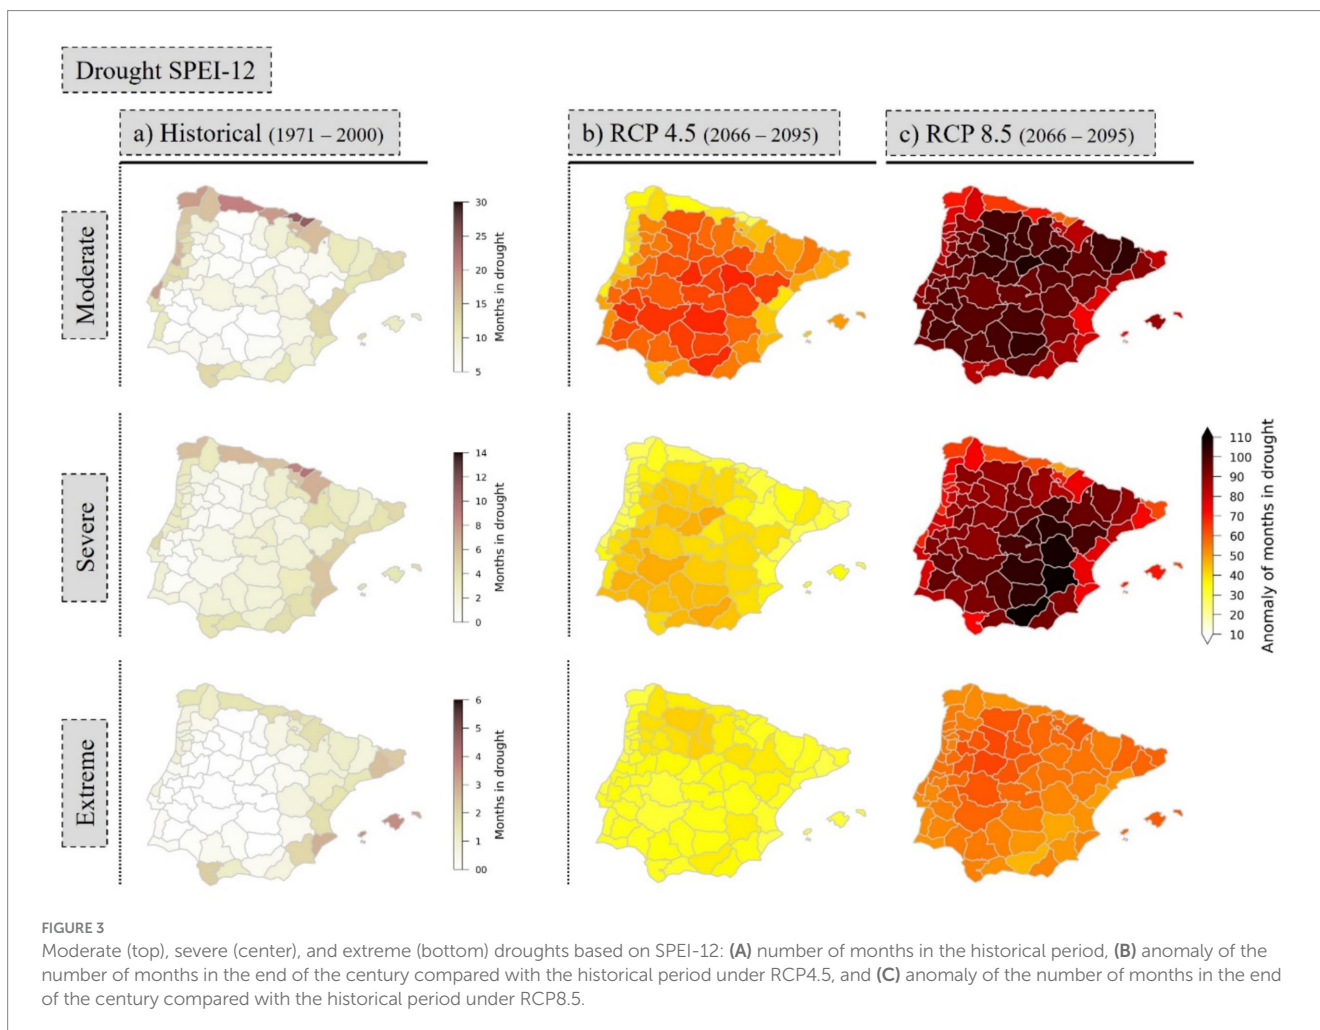 Drought SPEI-12
a) Historical (1971 – 2000)
b) RCP 4.5 (2066 – 2095)
c) RCP 8.5 (2066 – 2095)
Moderate
30
25
20
15
10
5
Months in drought
Severe
14
12
10
8
6
4
2
0
Months in drought
110
100
90
80
70
60
50
40
30
20
10
Anomaly of months in drought
Extreme
6
5
4
3
2
1
00
Months in drought
FIGURE 3
Moderate (top), severe (center), and extreme (bottom) droughts based on SPEI-12: (A) number of months in the historical period, (B) anomaly of the
number of months in the end of the century compared with the historical period under RCP4.5, and (C) anomaly of the number of months in the end
of the century compared with the historical period under RCP8.5.